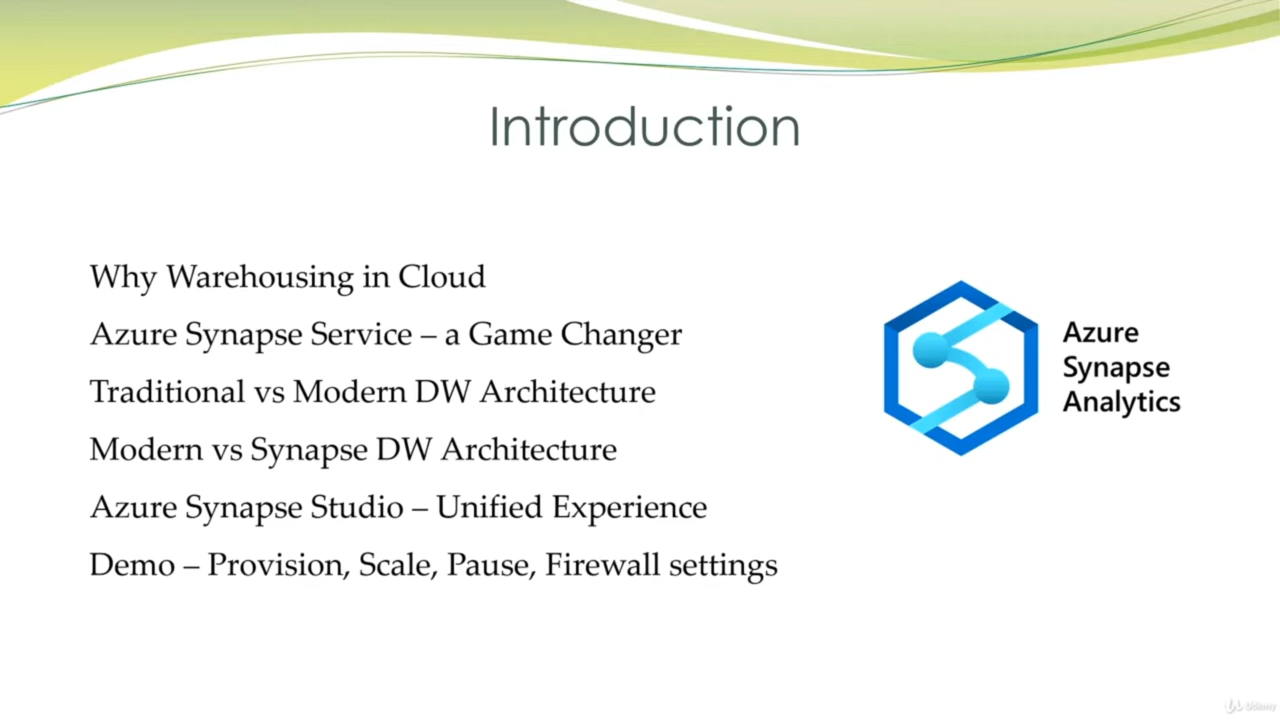 Introduction
Why Warehousing in Cloud
Azure Synapse Service – a Game Changer
Traditional vs Modern DW Architecture
Modern vs Synapse DW Architecture
Azure Synapse Studio – Unified Experience
Demo – Provision, Scale, Pause, Firewall settings
Azure
Synapse
Analytics
Udemy